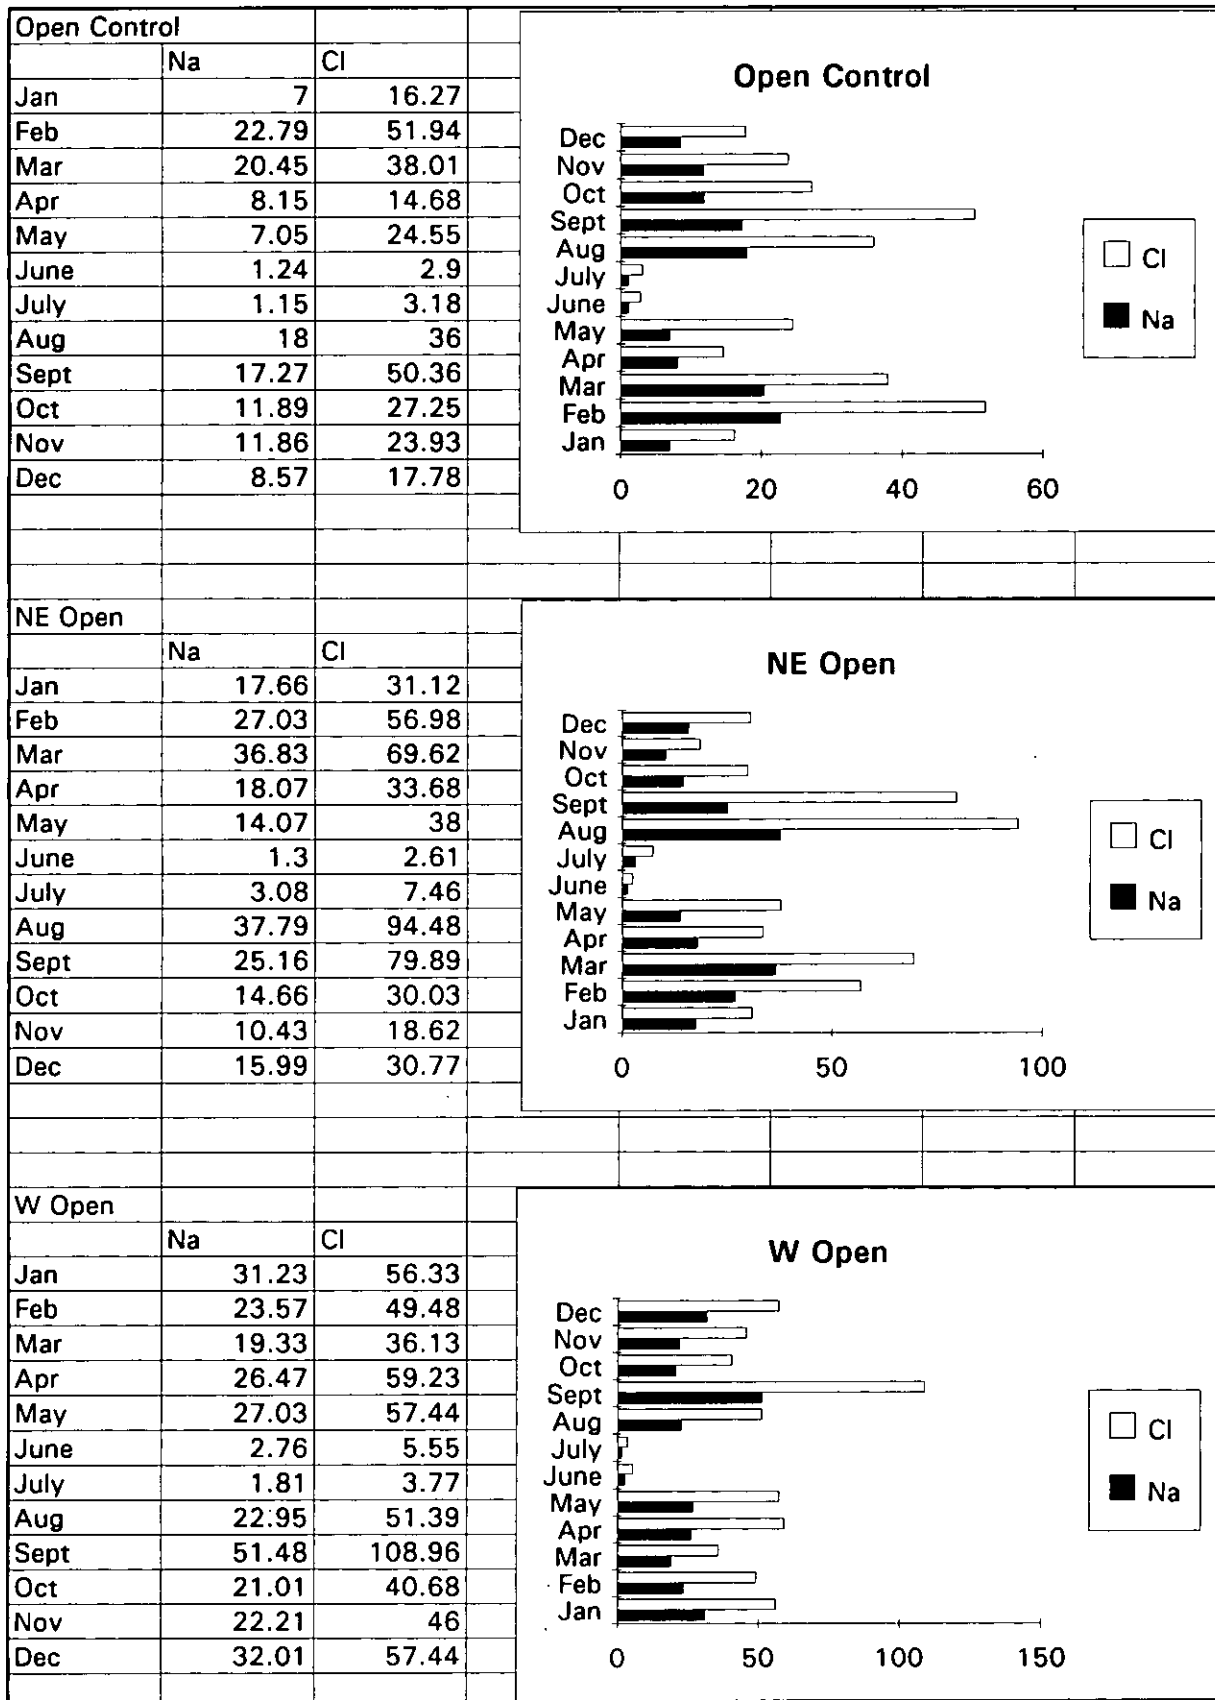 Open Control
Na Cl
Jan 7 16.27
Feb 22.79 51.94
Mar 20.45 38.01
Apr 8.15 14.68
May 7.05 24.55
June 1.24 2.9
July 1.15 3.18
Aug 18 36
Sept 17.27 50.36
Oct 11.89 27.25
Nov 11.86 23.93
Dec 8.57 17.78
Open Control
Dec
Nov
Oct
Sept
Aug
July
June
May
Apr
Mar
Feb
Jan
0 20 40 60
Cl
Na
NE Open
Na Cl
Jan 17.66 31.12
Feb 27.03 56.98
Mar 36.83 69.62
Apr 18.07 33.68
May 14.07 38
June 1.3 2.61
July 3.08 7.46
Aug 37.79 94.48
Sept 25.16 79.89
Oct 14.66 30.03
Nov 10.43 18.62
Dec 15.99 30.77
NE Open
Dec
Nov
Oct
Sept
Aug
July
June
May
Apr
Mar
Feb
Jan
0 50 100
Cl
Na
W Open
Na Cl
Jan 31.23 56.33
Feb 23.57 49.48
Mar 19.33 36.13
Apr 26.47 59.23
May 27.03 57.44
June 2.76 5.55
July 1.81 3.77
Aug 22.95 51.39
Sept 51.48 108.96
Oct 21.01 40.68
Nov 22.21 46
Dec 32.01 57.44
W Open
Dec
Nov
Oct
Sept
Aug
July
June
May
Apr
Mar
Feb
Jan
0 50 100 150
Cl
Na